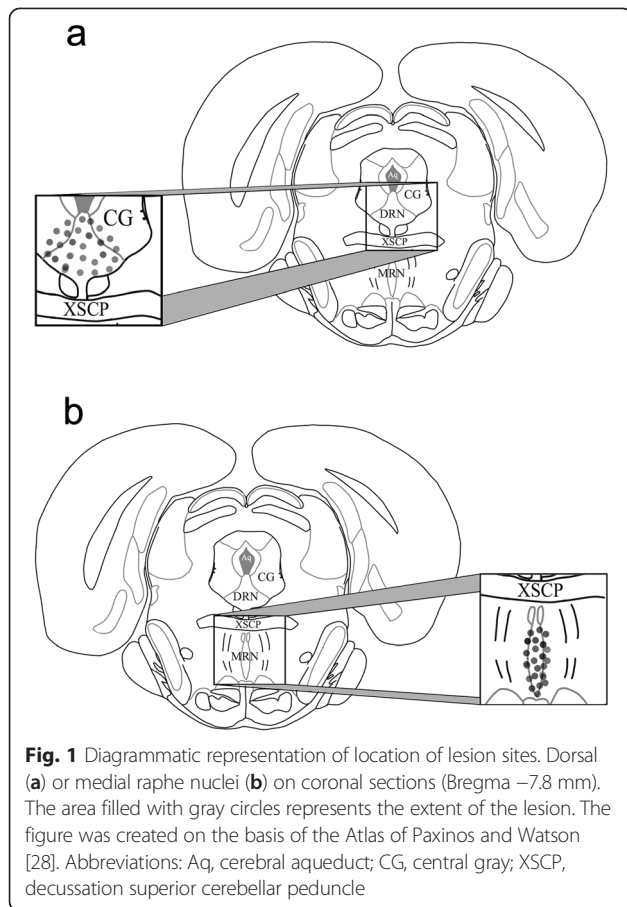 a
Aq
CG
DRN
XSCP
MRN
CG
XSCP
b
Aq
CG
DRN
XSCP
MRN
XSCP
Fig. 1 Diagrammatic representation of location of lesion sites. Dorsal
(a) or medial raphe nuclei (b) on coronal sections (Bregma −7.8 mm).
The area filled with gray circles represents the extent of the lesion. The
figure was created on the basis of the Atlas of Paxinos and Watson
[28]. Abbreviations: Aq, cerebral aqueduct; CG, central gray; XSCP,
decussation superior cerebellar peduncle